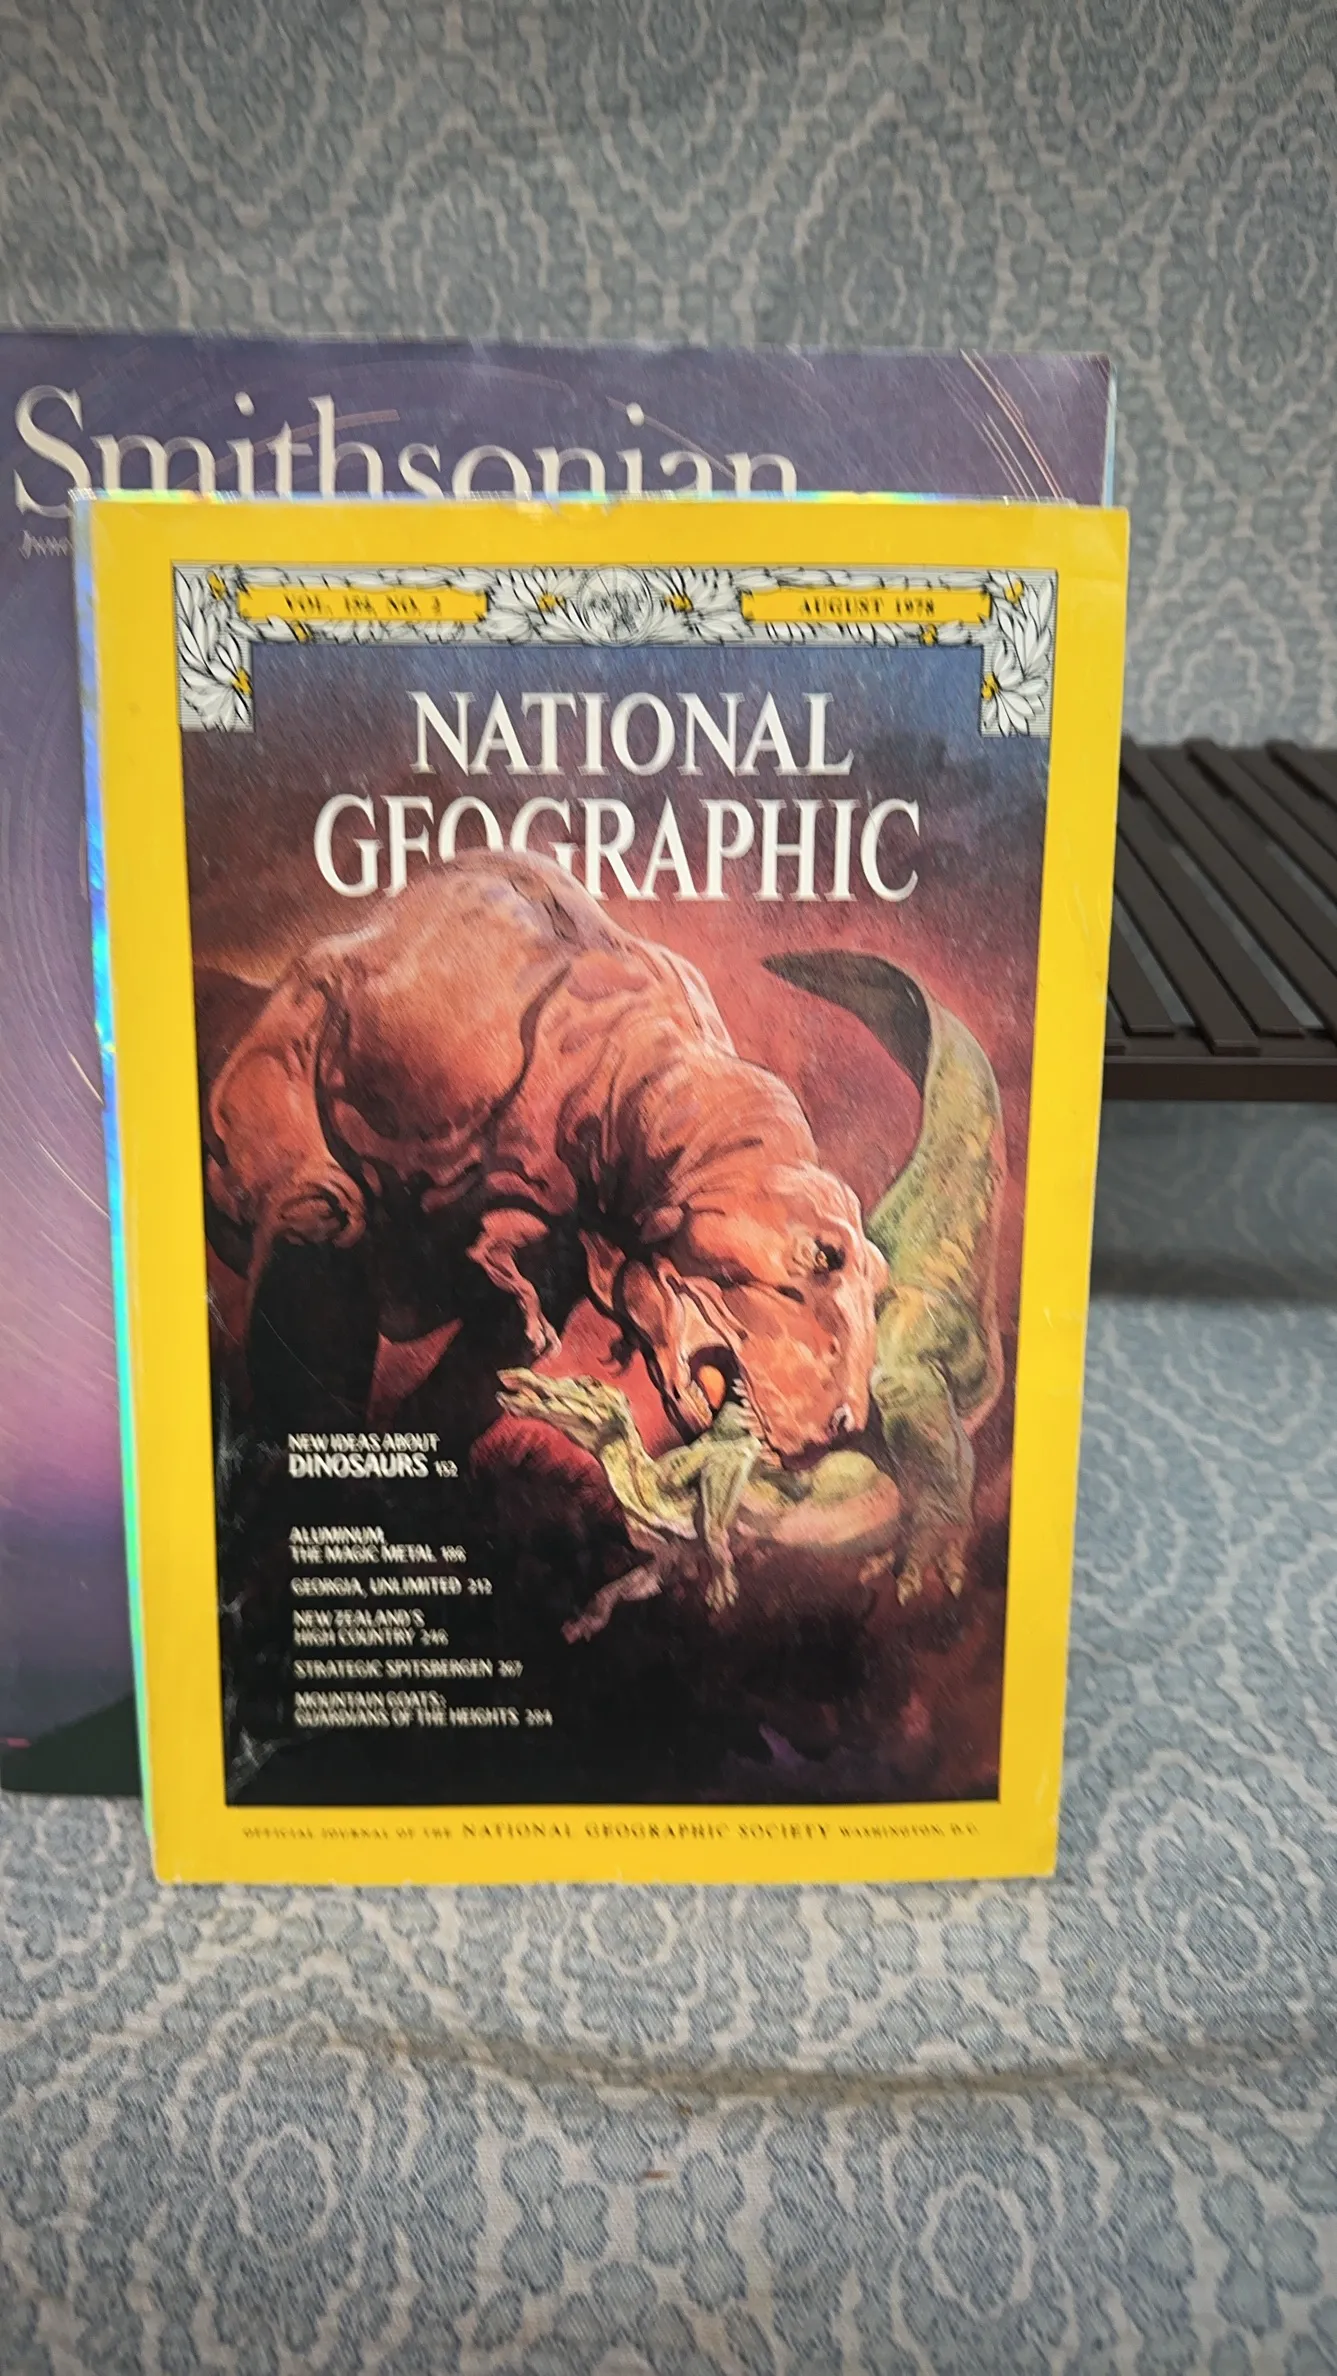 Smithsonian
VOL. 154, NO. 2
AUGUST 1978
NATIONAL
GEOGRAPHIC
NEW IDEAS ABOUT
DINOSAURS 152
ALUMINUM,
THE MAGIC METAL 186
GEORGIA, UNLIMITED 212
NEW ZEALAND'S
HIGH COUNTRY 246
STRATEGIC SPITSBERGEN 267
MOUNTAIN GOATS:
GUARDIANS OF THE HEIGHTS 284
OFFICIAL JOURNAL OF THE NATIONAL GEOGRAPHIC SOCIETY WASHINGTON, D.C.